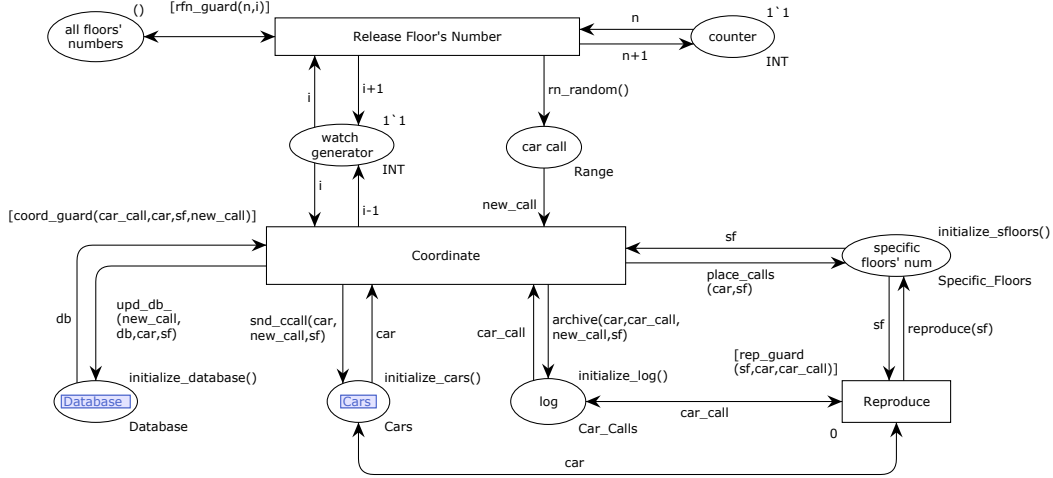 ()
[rfn_guard(n,i)]
all floors'
numbers
Release Floor's Number
n
n+1
1`1
counter
INT
i
i+1
rn_random()
1`1
watch
generator
INT
car call
Range
i
i-1
new_call
[coord_guard(car_call,car,sf,new_call)]
Coordinate
sf
place_calls
(car,sf)
initialize_sfloors()
specific
floors' num
Specific_Floors
db
upd_db_
(new_call,
db,car,sf)
snd_ccall(car,
new_call,sf)
car
car_call
archive(car,car_call,
new_call,sf)
sf
reproduce(sf)
[rep_guard
(sf,car,car_call)]
initialize_database()
Database
Database
initialize_cars()
Cars
Cars
initialize_log()
log
Car_Calls
car_call
Reproduce
0
car